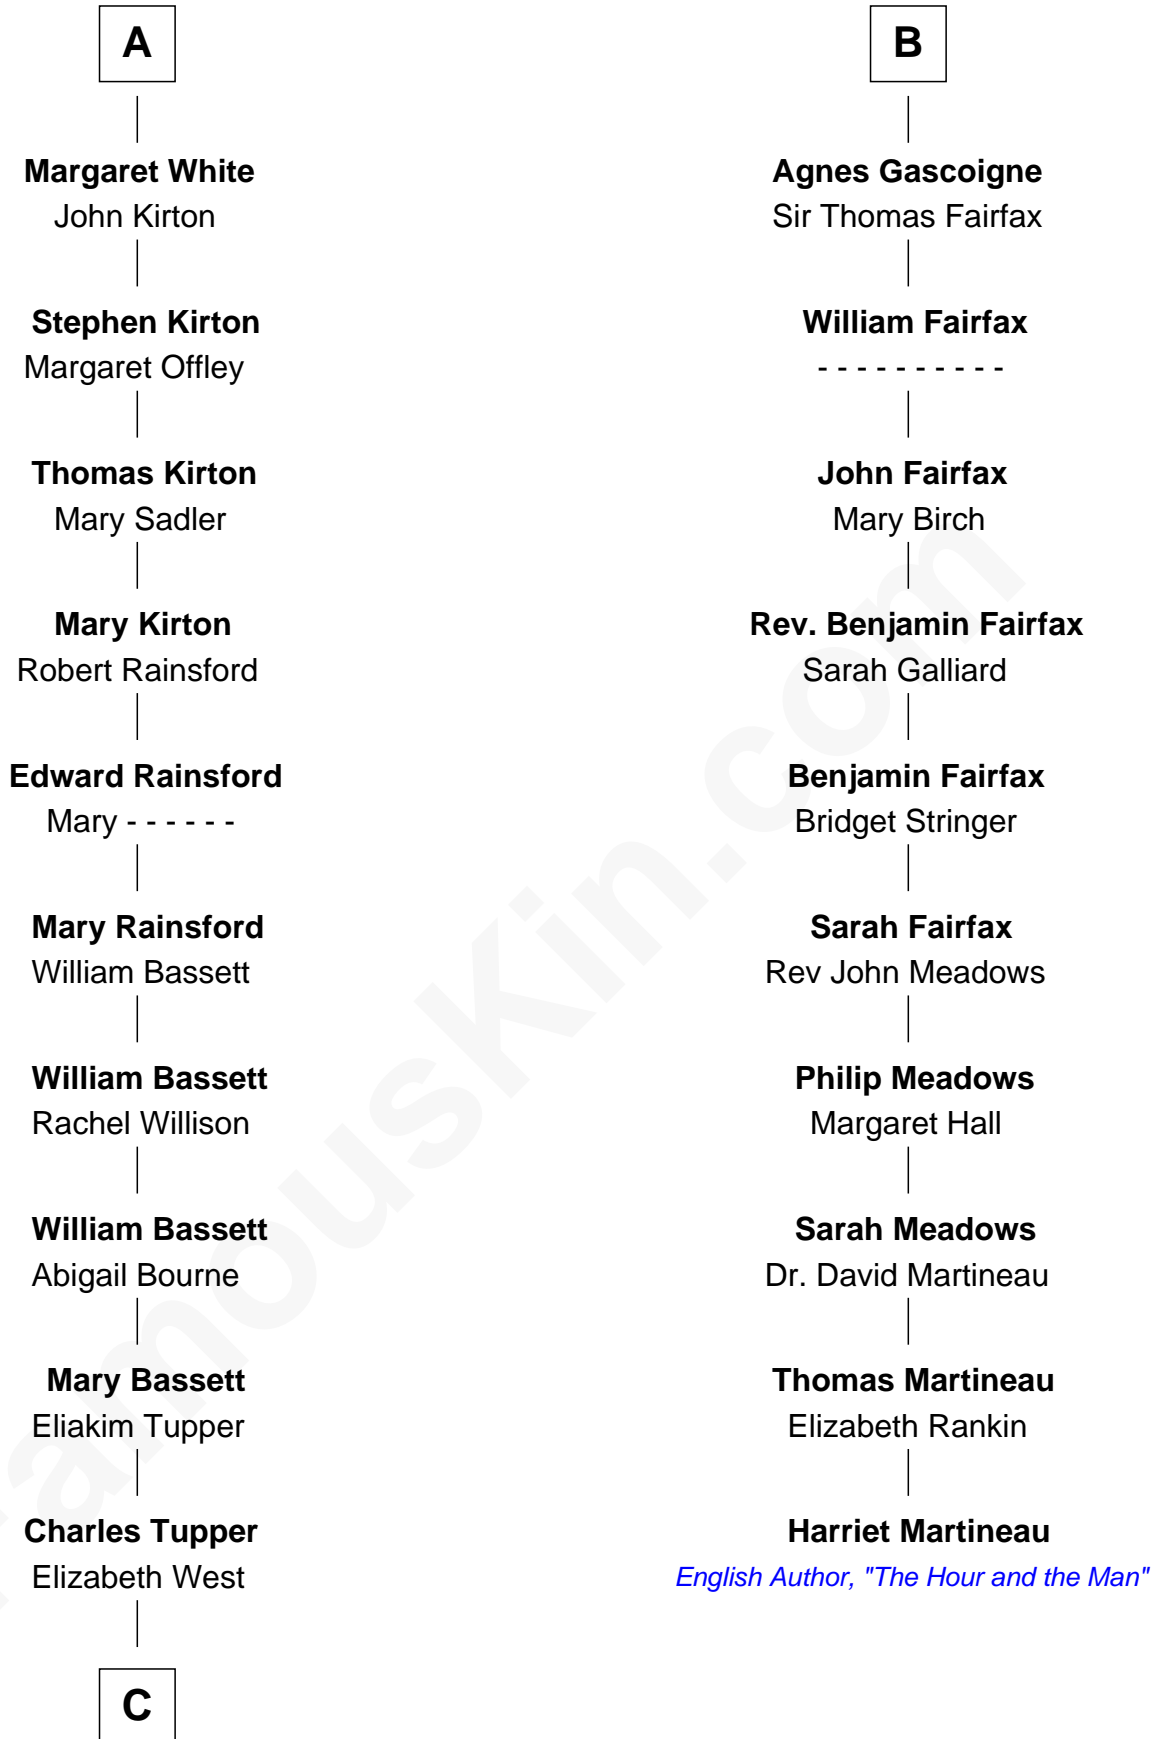 A
Margaret White
John Kirton
Stephen Kirton
Margaret Offley
Thomas Kirton
Mary Sadler
Mary Kirton
Robert Rainsford
Edward Rainsford
Mary - - - - - -
Mary Rainsford
William Bassett
William Bassett
Rachel Willison
William Bassett
Abigail Bourne
Mary Bassett
Eliakim Tupper
Charles Tupper
Elizabeth West
C
B
Agnes Gascoigne
Sir Thomas Fairfax
William Fairfax
- - - - - - - - - -
John Fairfax
Mary Birch
Rev. Benjamin Fairfax
Sarah Galliard
Benjamin Fairfax
Bridget Stringer
Sarah Fairfax
Rev John Meadows
Philip Meadows
Margaret Hall
Sarah Meadows
Dr. David Martineau
Thomas Martineau
Elizabeth Rankin
Harriet Martineau
English Author, "The Hour and the Man"
FamousKin.com